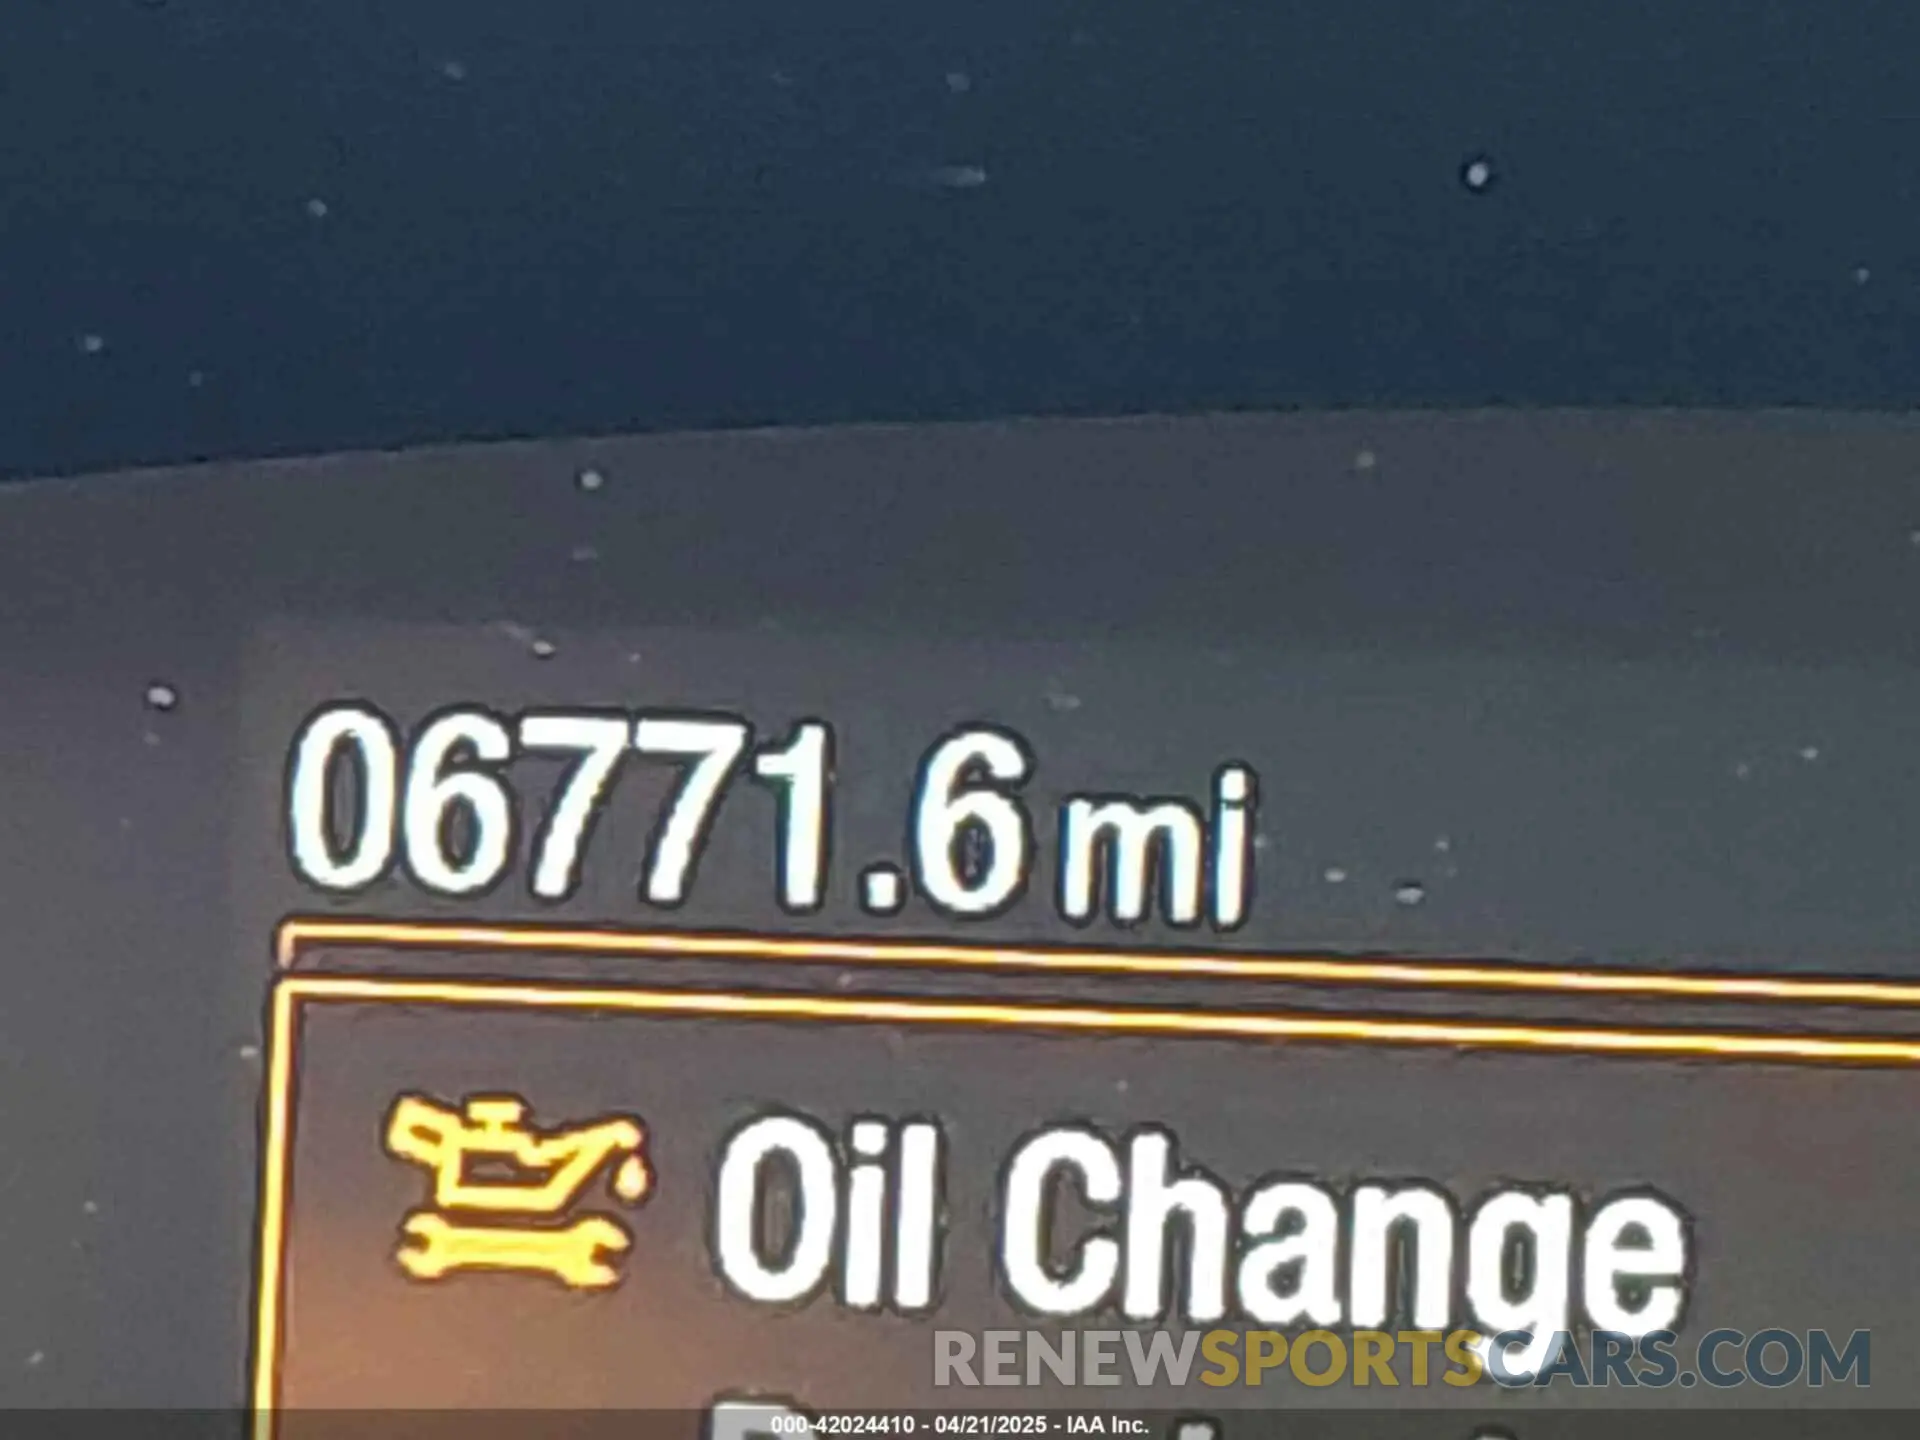 06771.6 mi
Oil Change
RENEWSPORTSCARS.COM
000-42024410 - 04/21/2025 - IAA Inc.